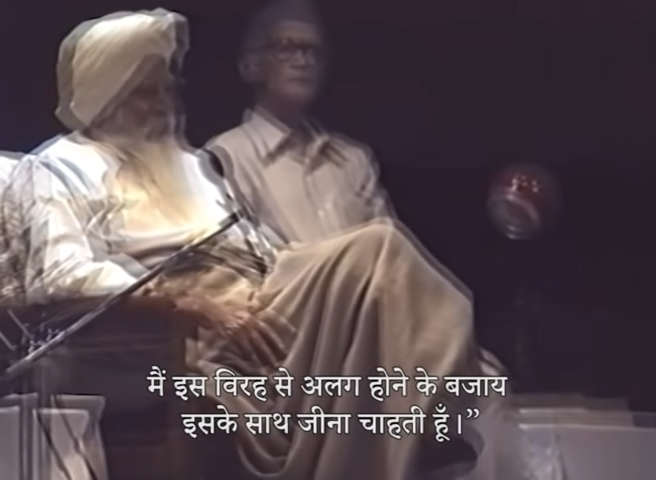 मैं इस विरह से अलग होने के बजाय
इसके साथ जीना चाहती हूँ।”